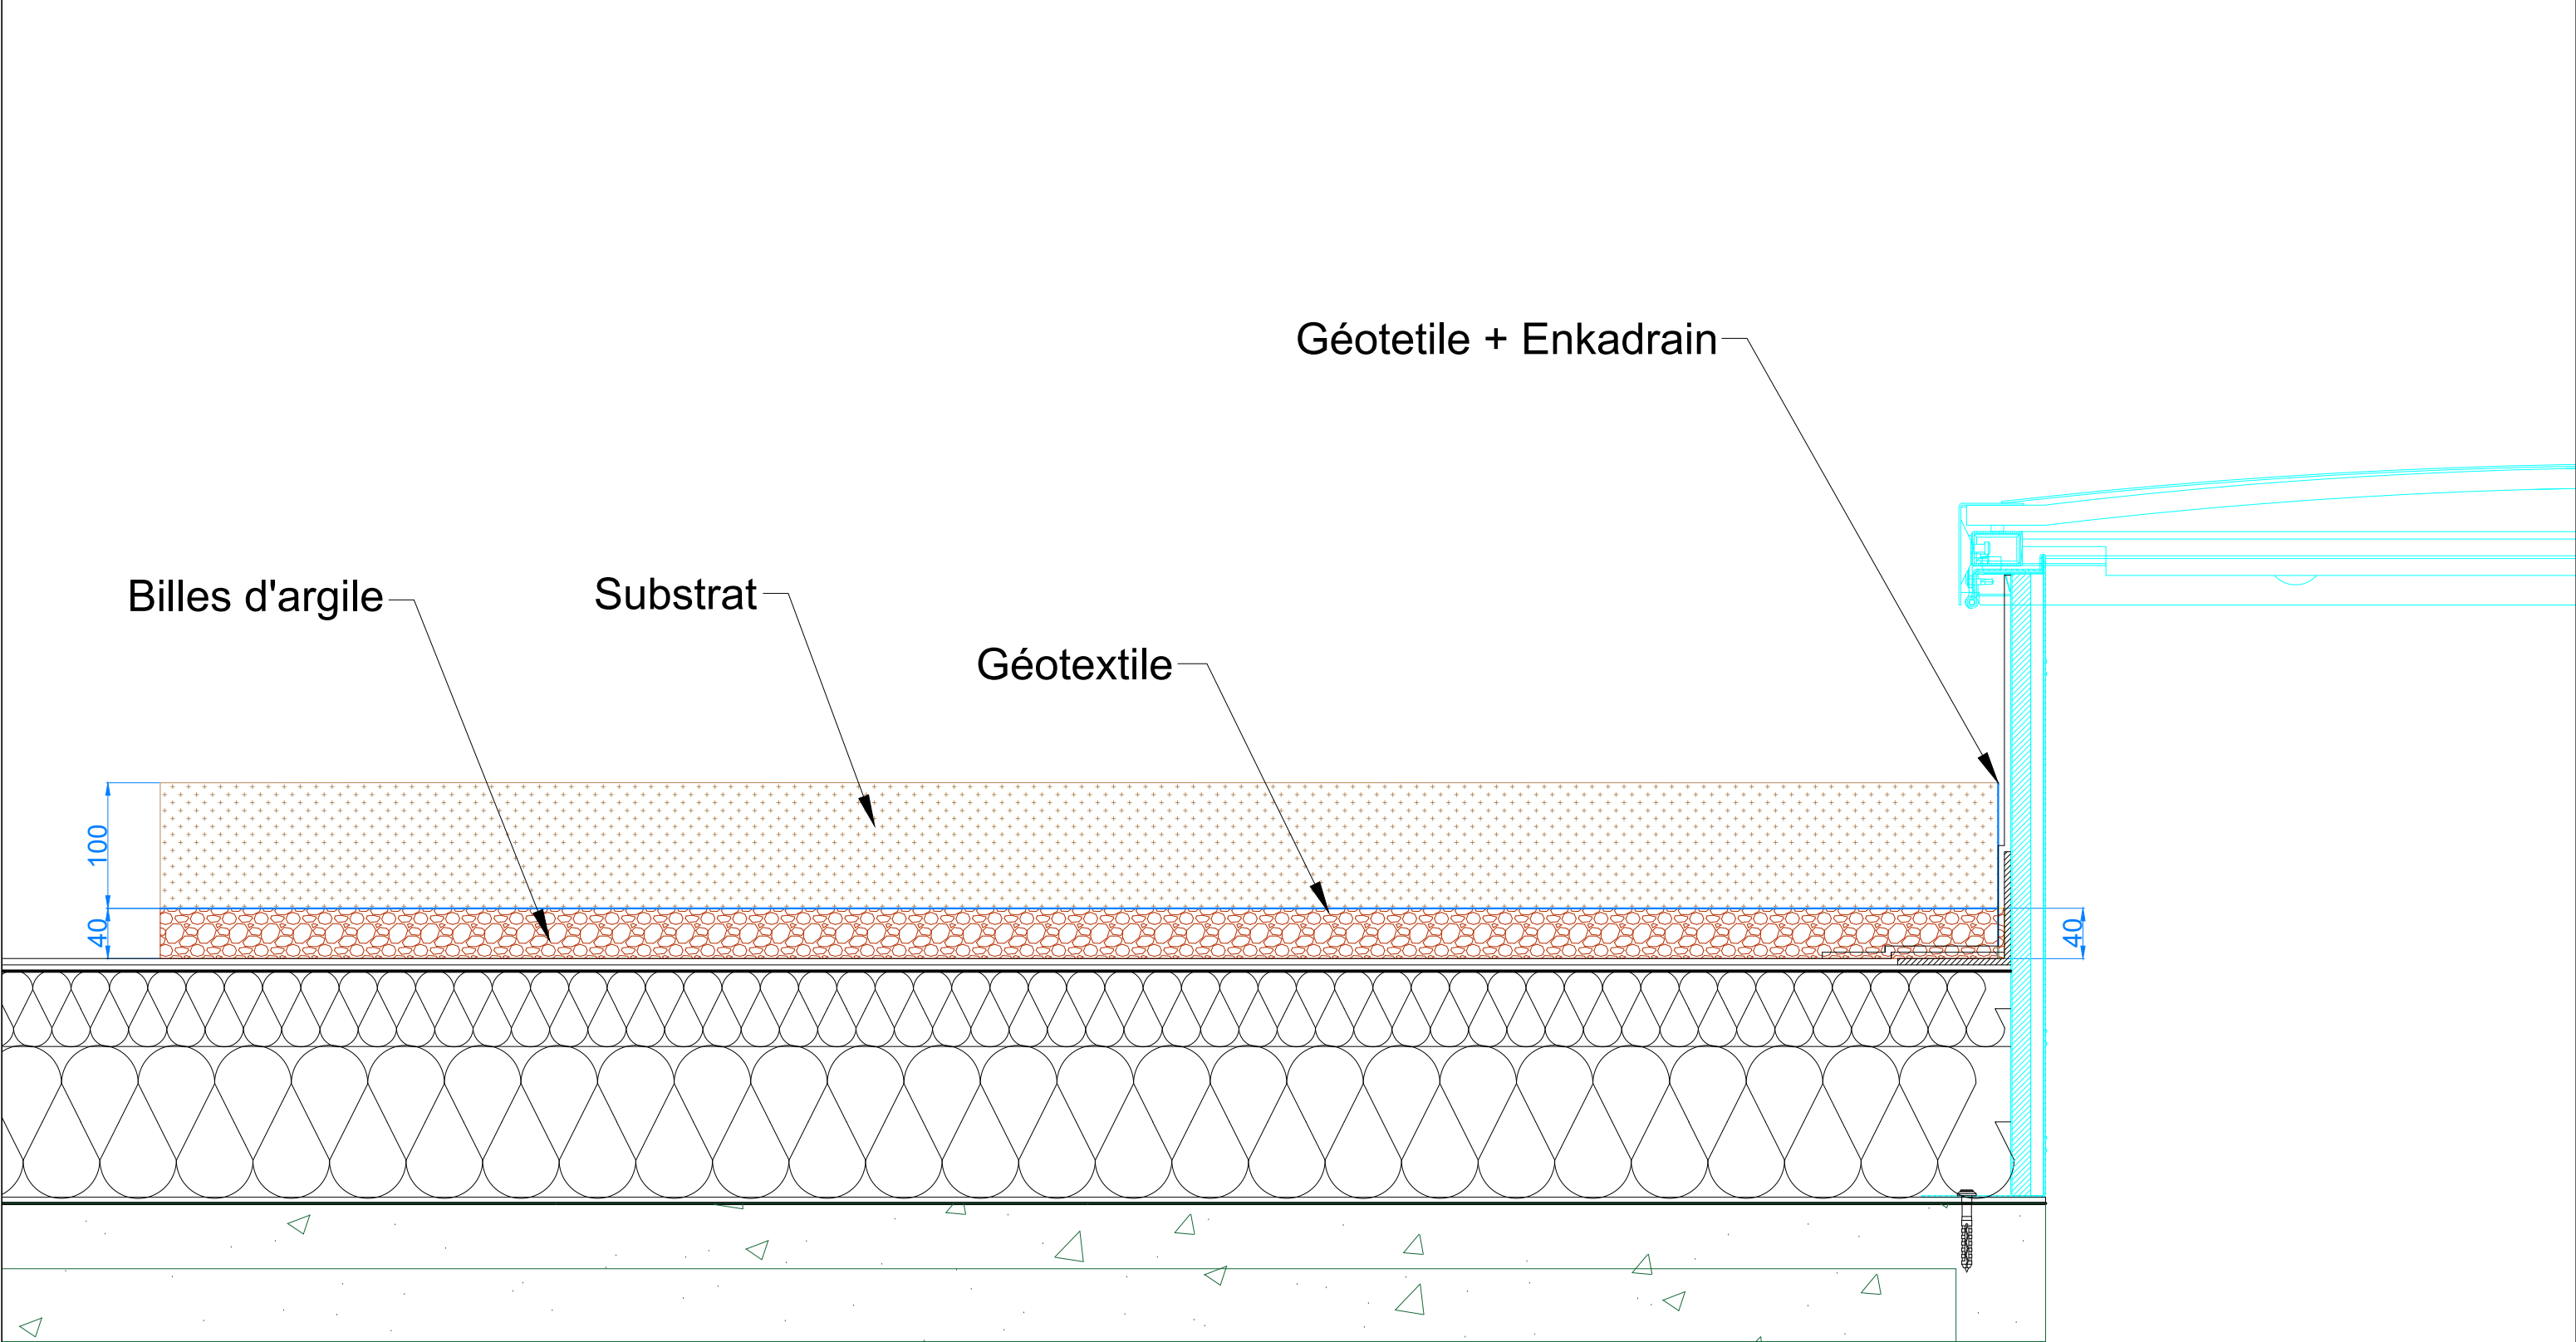 Géotetile + Enkadrain
Billes d'argile
Substrat
Géotextile
100
40
40